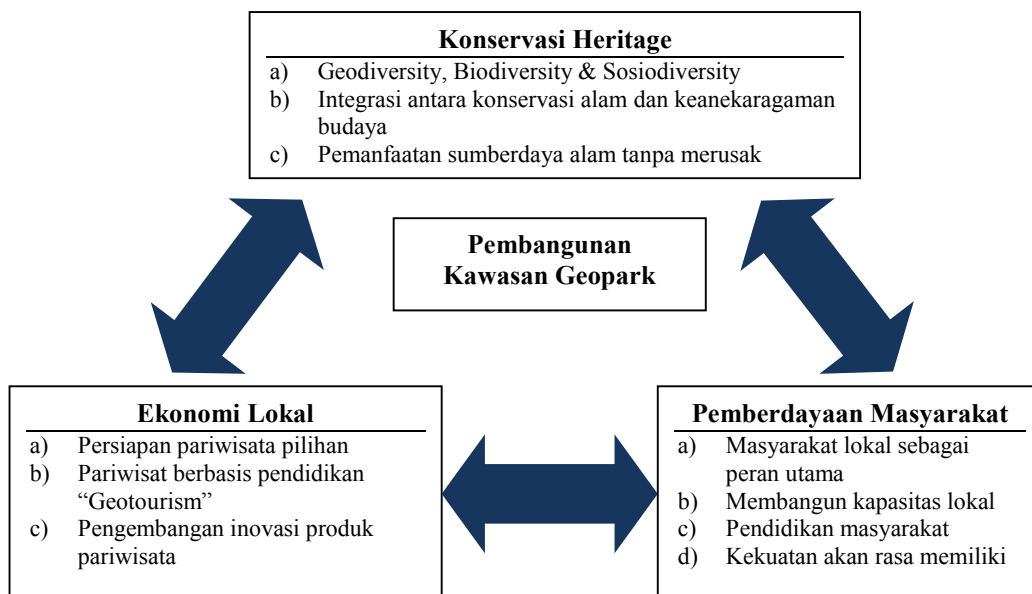 Konservasi Heritage
a) Geodiversity, Biodiversity & Sosiodiversity
b) Integrasi antara konservasi alam dan keanekaragaman
budaya
c) Pemanfaatan sumberdaya alam tanpa merusak
Pembangunan
Kawasan Geopark
Ekonomi Lokal
a) Persiapan pariwisata pilihan
b) Pariwisat berbasis pendidikan
“Geotourism”
c) Pengembangan inovasi produk
pariwisata
Pemberdayaan Masyarakat
a) Masyarakat lokal sebagai
peran utama
b) Membangun kapasitas lokal
c) Pendidikan masyarakat
d) Kekuatan akan rasa memiliki